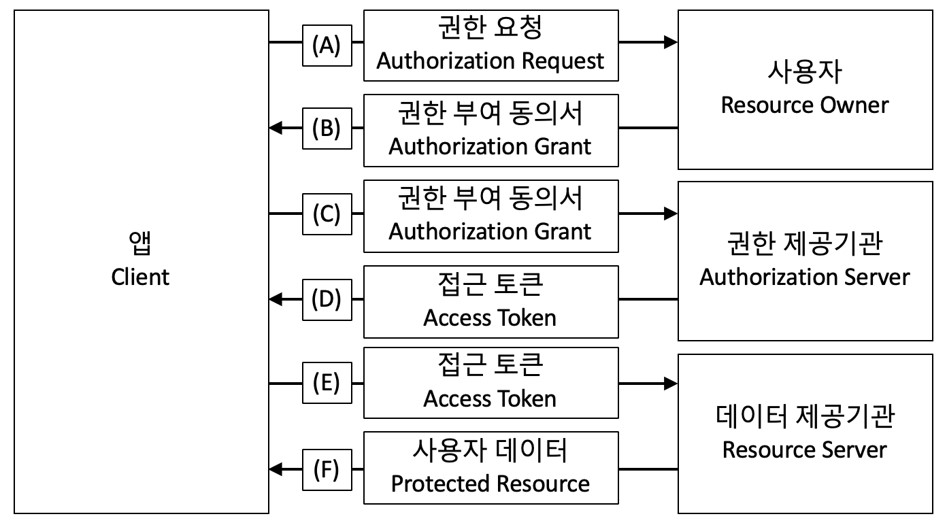 앱
Client
(A)
권한 요청
Authorization Request
(B)
권한 부여 동의서
Authorization Grant
사용자
Resource Owner
(C)
권한 부여 동의서
Authorization Grant
(D)
접근 토큰
Access Token
권한 제공기관
Authorization Server
(E)
접근 토큰
Access Token
(F)
사용자 데이터
Protected Resource
데이터 제공기관
Resource Server